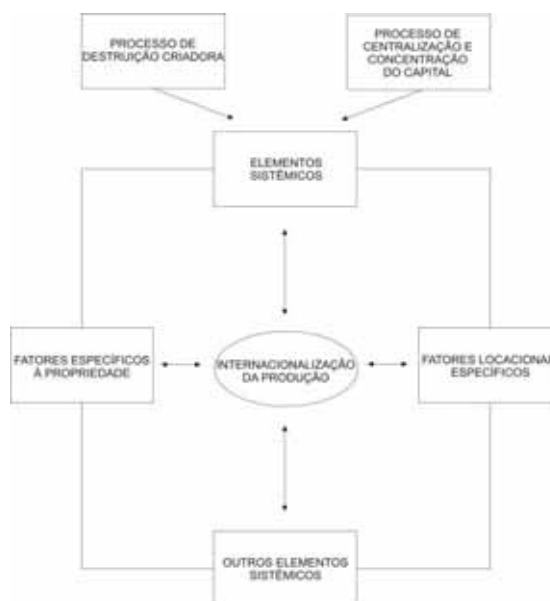 PROCESSO DE
DESTRUIÇÃO CRIADORA
PROCESSO DE
CENTRALIZAÇÃO E
CONCENTRAÇÃO
DO CAPITAL
ELEMENTOS
SISTÊMICOS
FATORES ESPECÍFICOS
À PROPRIEDADE
INTERNACIONALIZAÇÃO
DA PRODUÇÃO
FATORES LOCACIONAI
ESPECÍFICOS
OUTROS ELEMENTOS
SISTÊMICOS